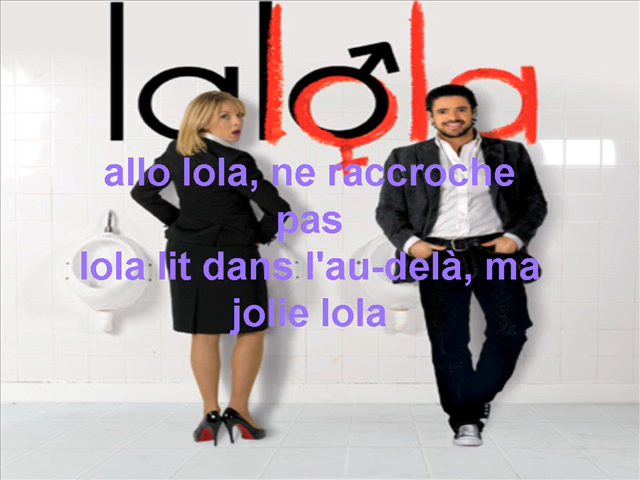 lalola
allo lola, ne raccroche
pas
lola lit dans l'au-delà, ma
jolie lola